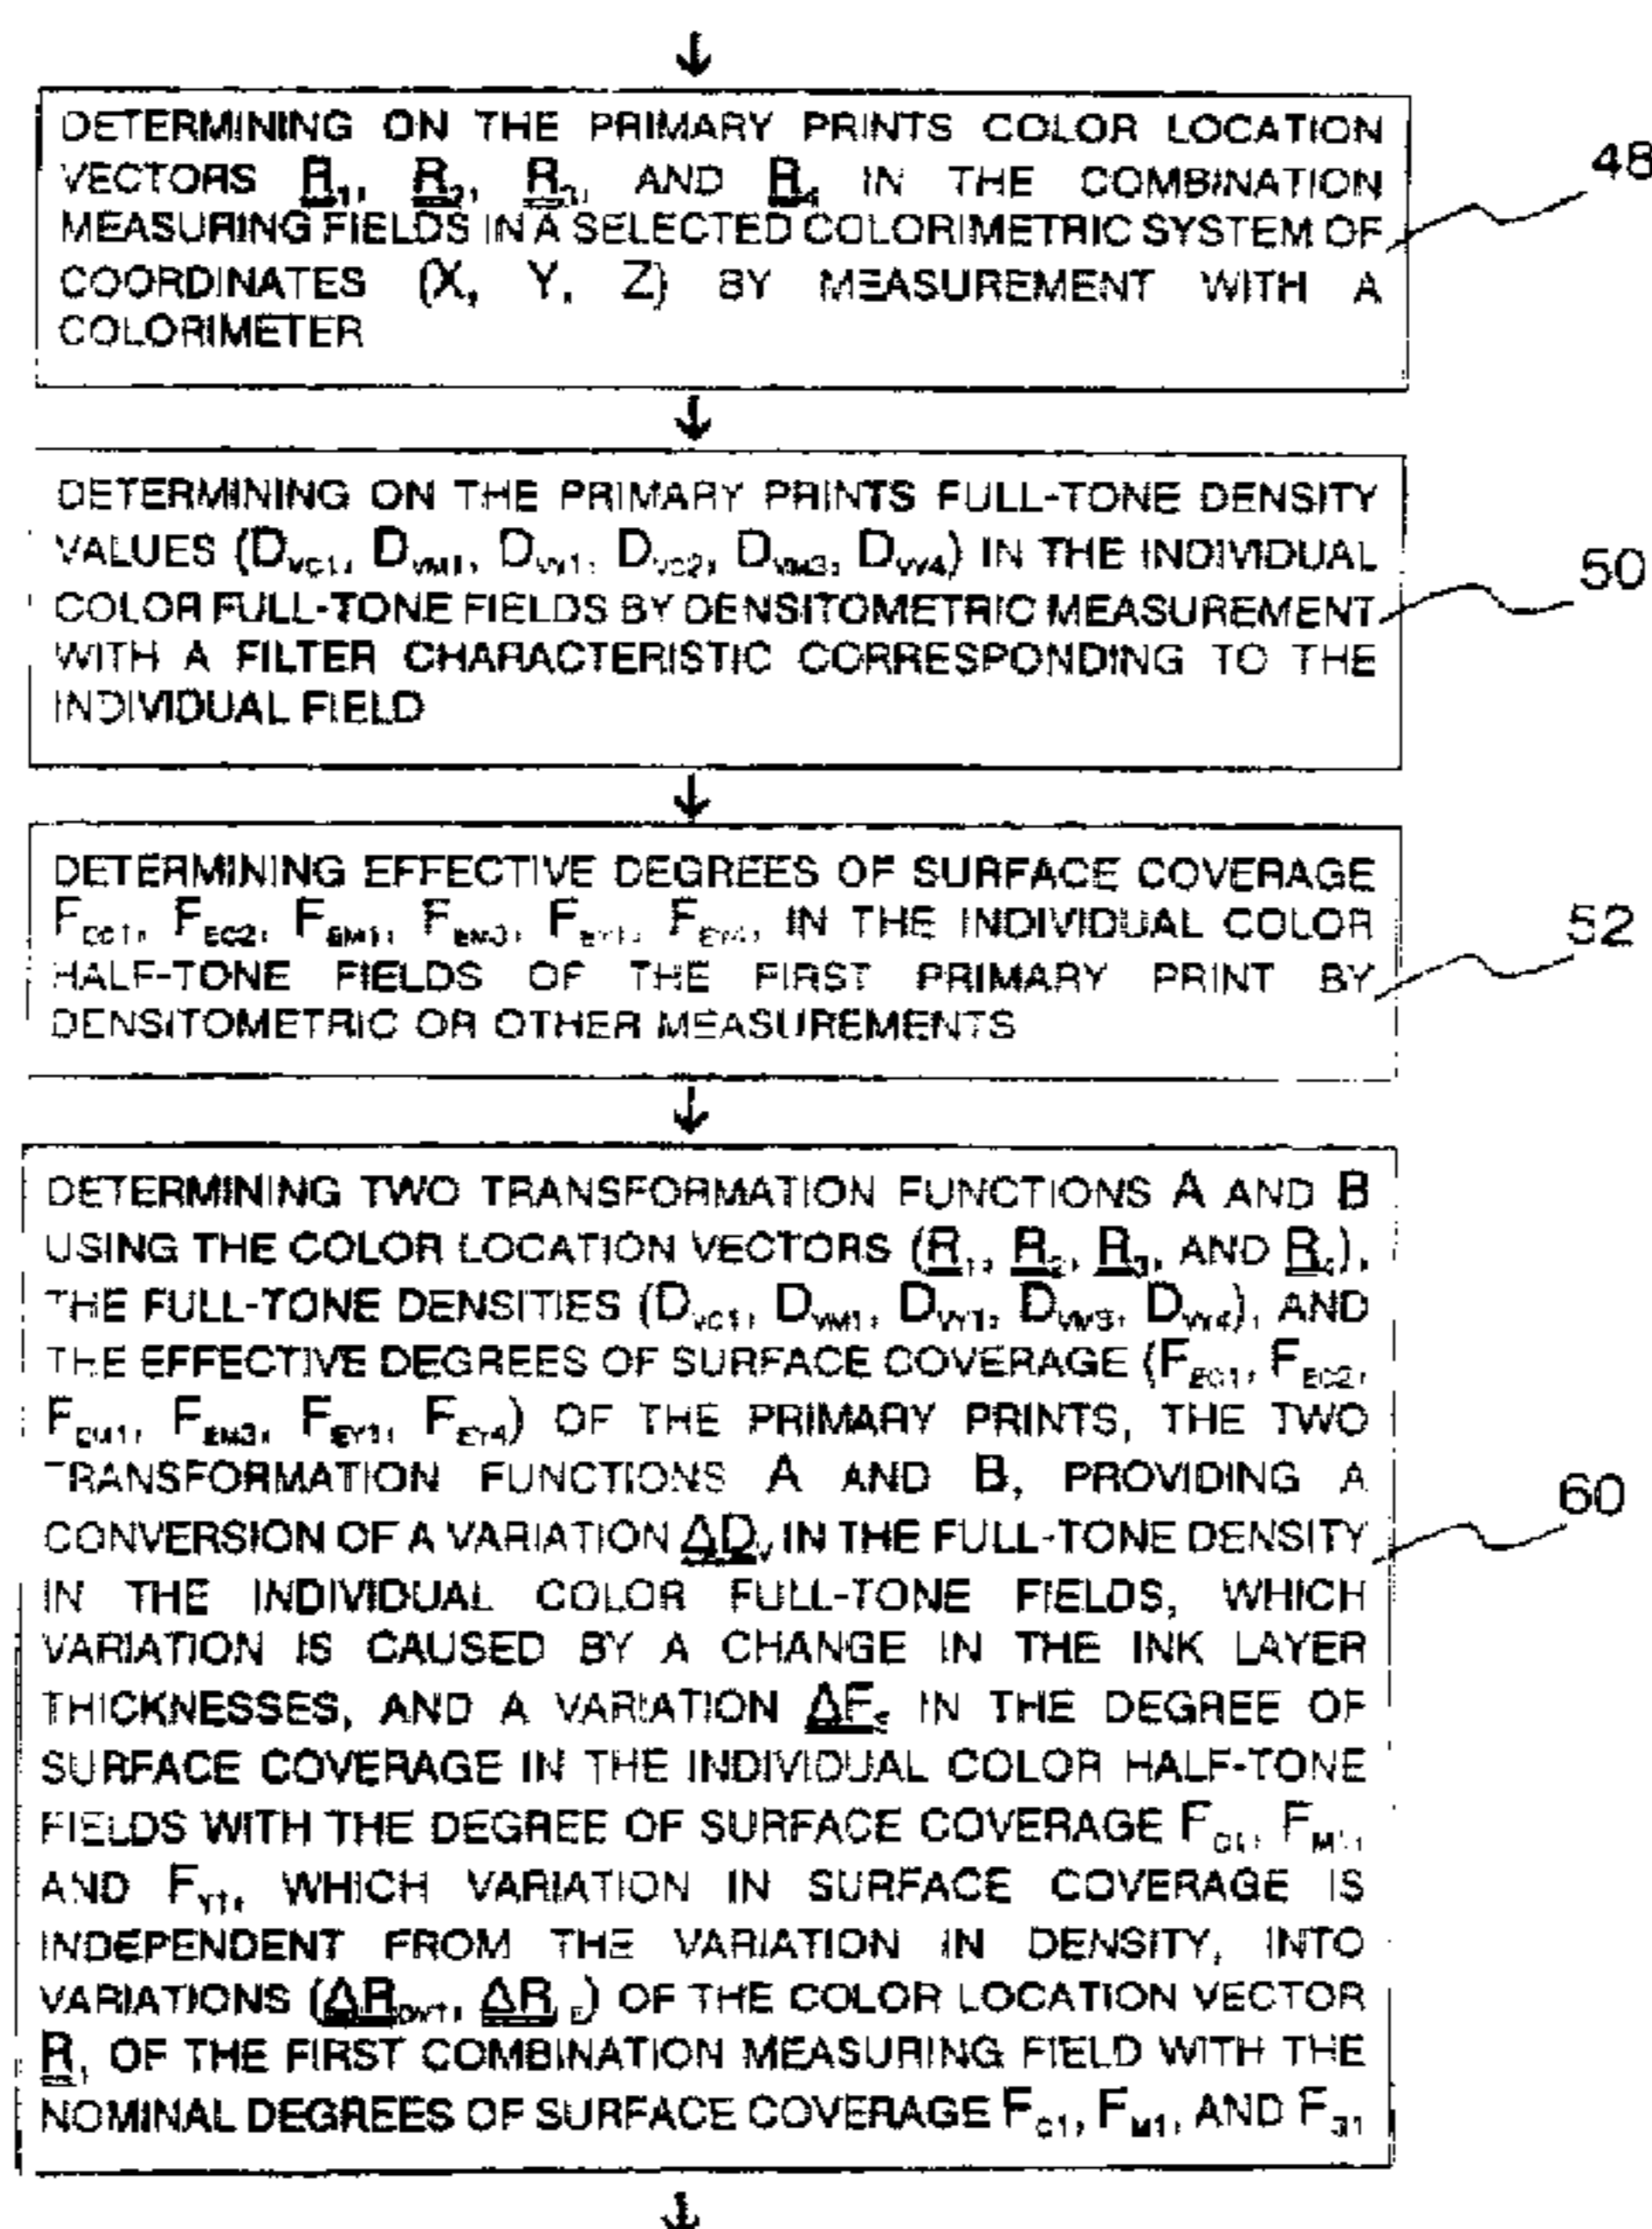 DETERMINING ON THE PRIMARY PRINTS COLOR LOCATION
VECTORS R1, R2, R3, AND R4 IN THE COMBINATION
MEASURING FIELDS IN A SELECTED COLORIMETRIC SYSTEM OF
COORDINATES (X, Y, Z) BY MEASUREMENT WITH A
COLORIMETER
48
DETERMINING ON THE PRIMARY PRINTS FULL-TONE DENSITY
VALUES (DVC1, DVM1, DVY1, DVC2, DVM3, DVY4) IN THE INDIVIDUAL
COLOR FULL-TONE FIELDS BY DENSITOMETRIC MEASUREMENT
WITH A FILTER CHARACTERISTIC CORRESPONDING TO THE
INDIVIDUAL FIELD
50
DETERMINING EFFECTIVE DEGREES OF SURFACE COVERAGE
FEC1, FEC2, FEM1, FEM3, FEY1, FEY4, IN THE INDIVIDUAL COLOR
HALF-TONE FIELDS OF THE FIRST PRIMARY PRINT BY
DENSITOMETRIC OR OTHER MEASUREMENTS
52
DETERMINING TWO TRANSFORMATION FUNCTIONS A AND B
USING THE COLOR LOCATION VECTORS (R1, R2, R3, AND R4),
THE FULL-TONE DENSITIES (DVC1, DVM1, DVY1, DVM3, DVY4), AND
THE EFFECTIVE DEGREES OF SURFACE COVERAGE (FEC1, FEC2,
FEM1, FEM3, FEY1, FEY4) OF THE PRIMARY PRINTS, THE TWO
TRANSFORMATION FUNCTIONS A AND B, PROVIDING A
CONVERSION OF A VARIATION ΔDV IN THE FULL-TONE DENSITY
IN THE INDIVIDUAL COLOR FULL-TONE FIELDS, WHICH
VARIATION IS CAUSED BY A CHANGE IN THE INK LAYER
THICKNESSES, AND A VARIATION ΔFE IN THE DEGREE OF
SURFACE COVERAGE IN THE INDIVIDUAL COLOR HALF-TONE
FIELDS WITH THE DEGREE OF SURFACE COVERAGE FC1, FM1,
AND FY1, WHICH VARIATION IN SURFACE COVERAGE IS
INDEPENDENT FROM THE VARIATION IN DENSITY, INTO
VARIATIONS (ΔRDV1, OF THE COLOR LOCATION VECTOR
R1 OF THE FIRST COMBINATION MEASURING FIELD WITH THE
NOMINAL DEGREES OF SURFACE COVERAGE FC1, FM1, AND
60